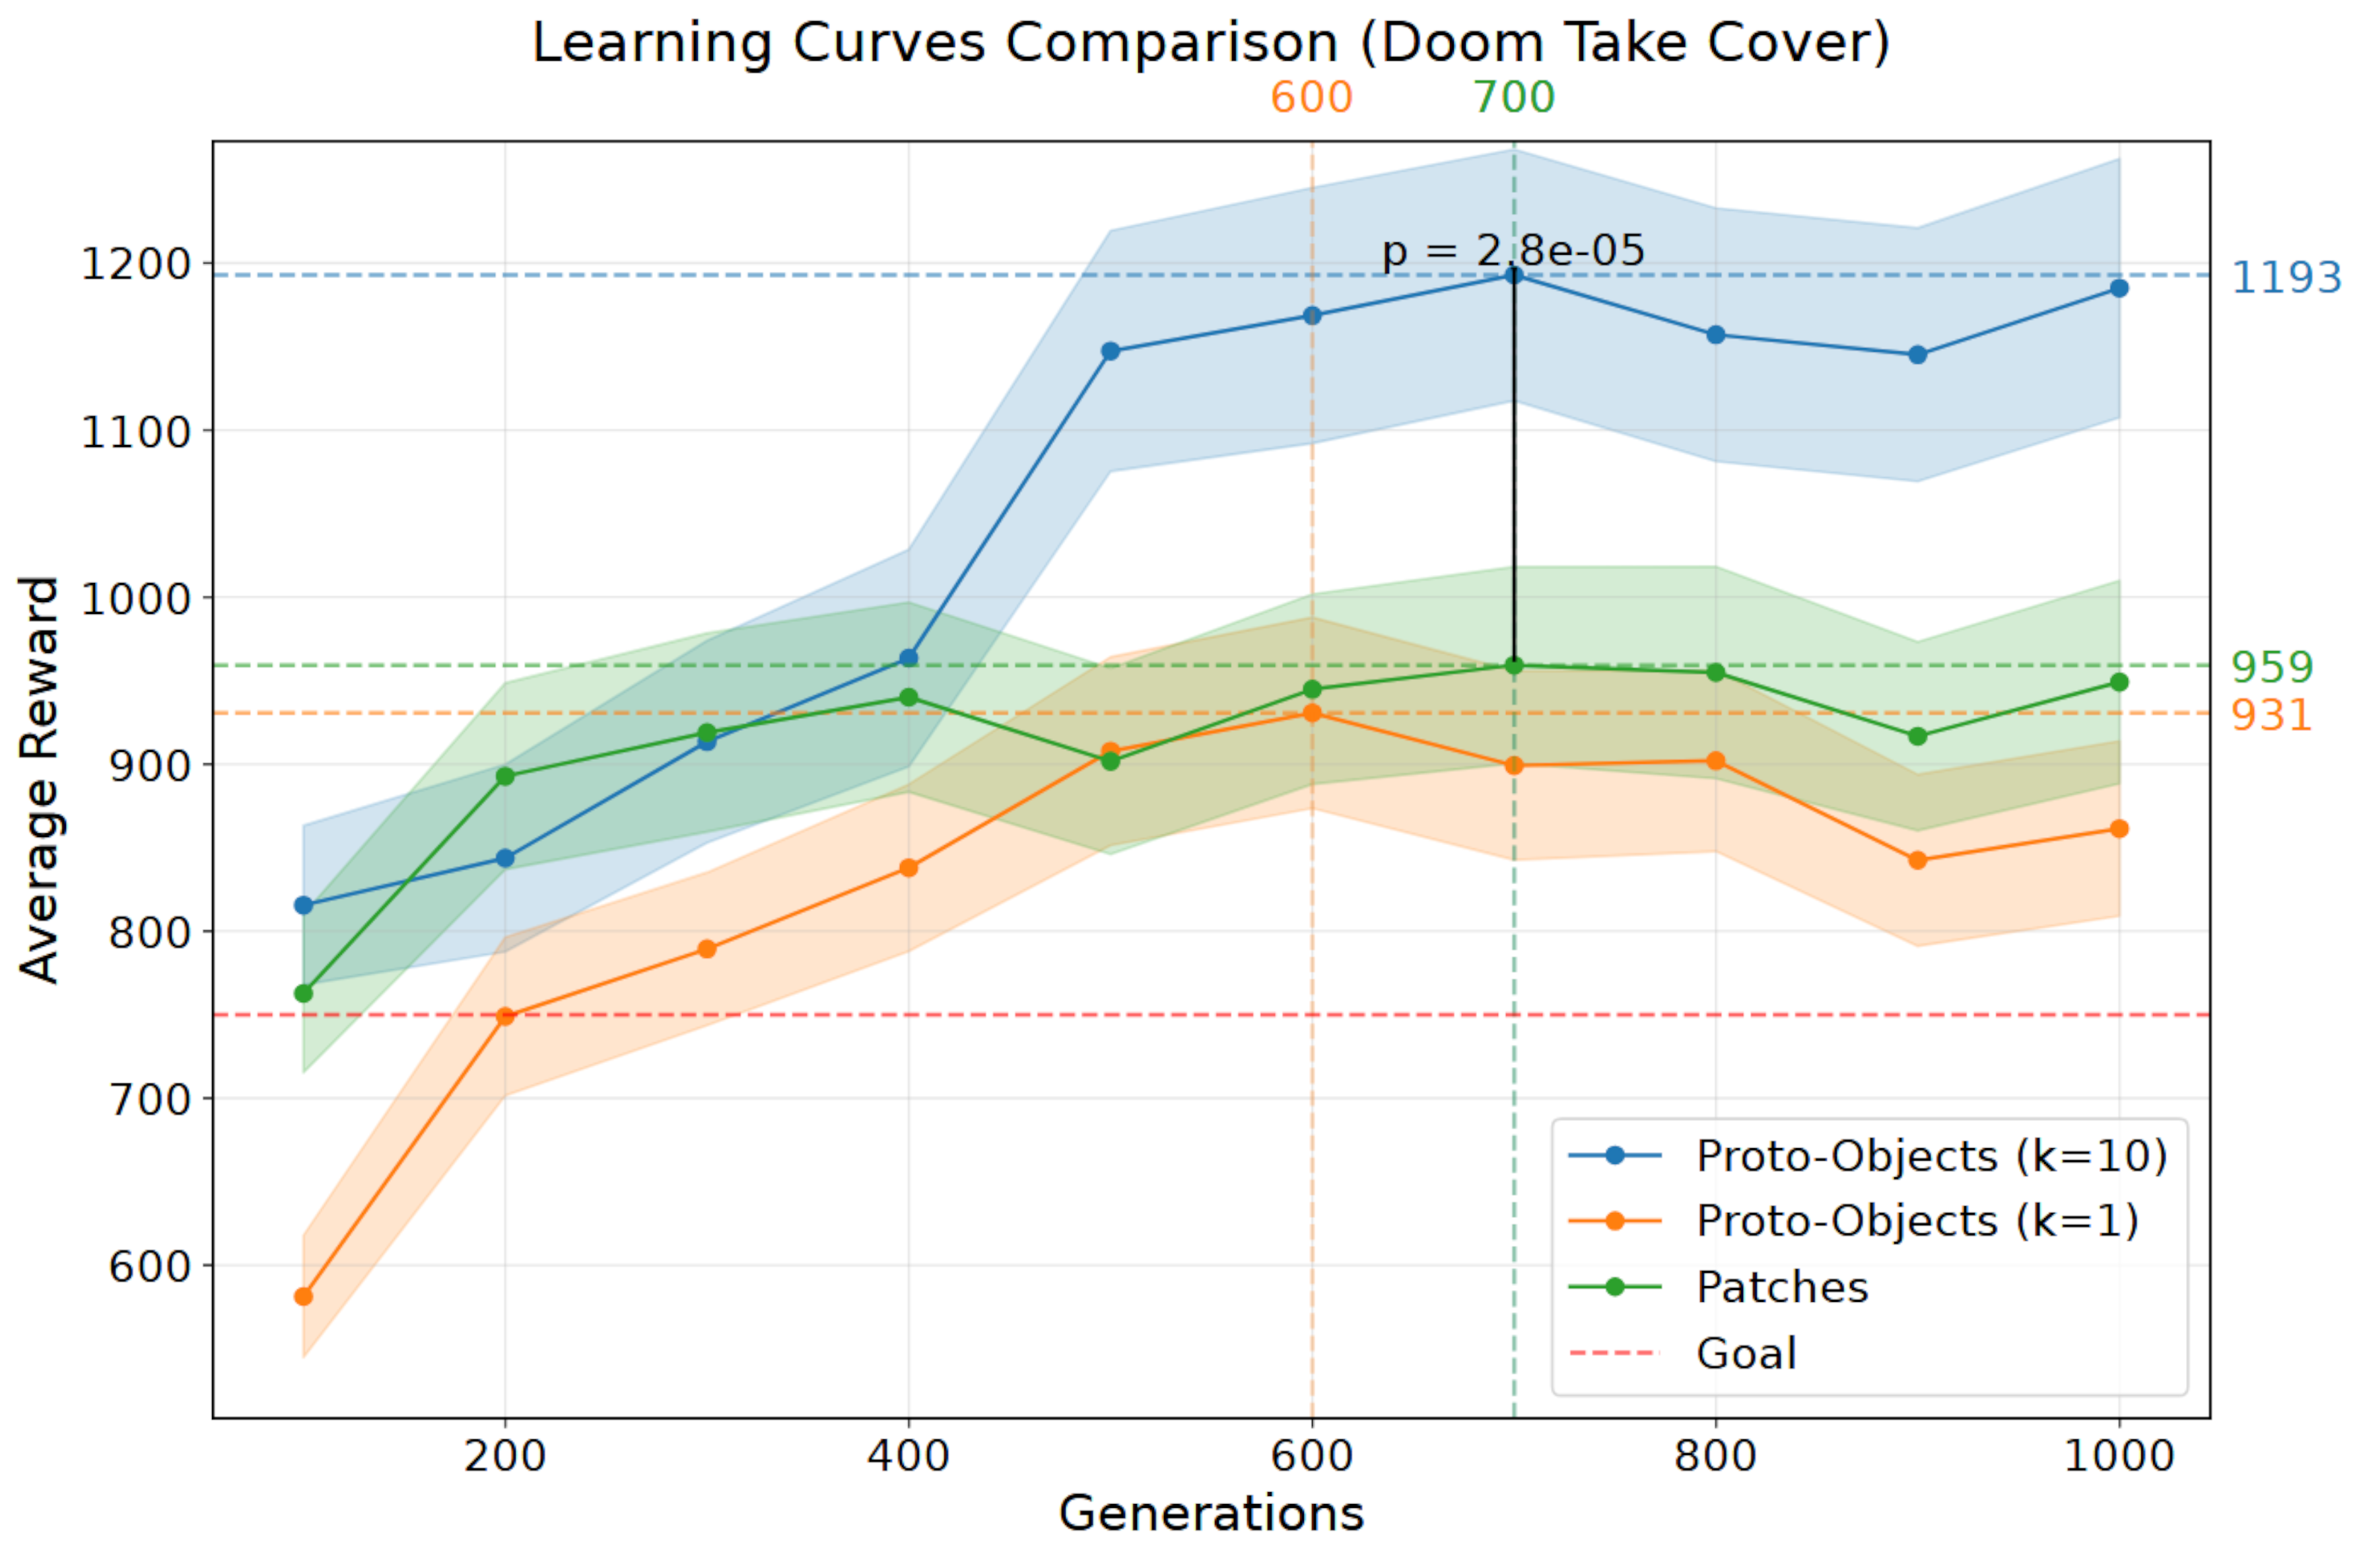 Learning Curves Comparison (Doom Take Cover)
600 700
p = 2.8e-05
1200
1100
1000
900
800
700
600
Average Reward
1193
959
931
Proto-Objects (k=10)
Proto-Objects (k=1)
Patches
Goal
200 400 600 800 1000
Generations